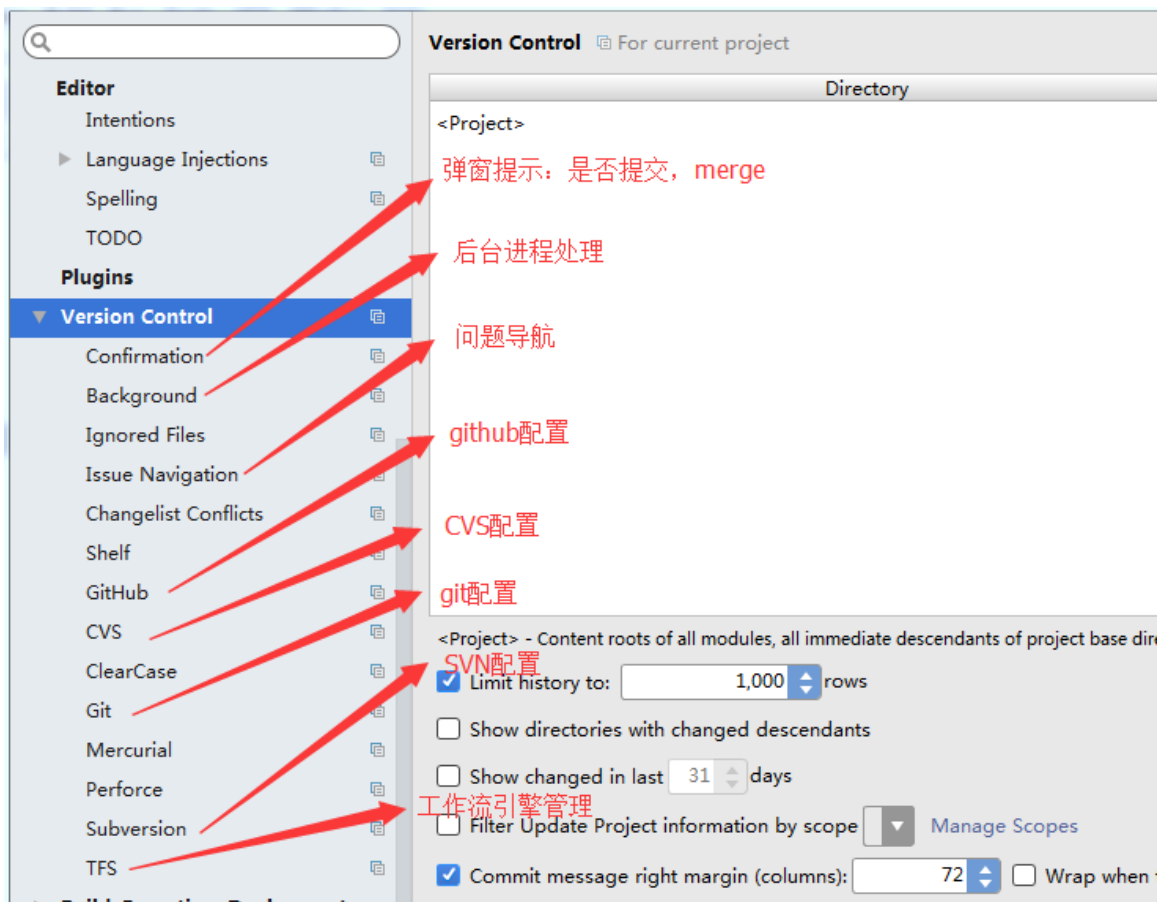 Editor
Intentions
Language Injections
Spelling
TODO
Plugins
Version Control
Confirmation
Background
Ignored Files
Issue Navigation
Changelist Conflicts
Shelf
GitHub
CVS
ClearCase
Git
Mercurial
Perforce
Subversion
TFS
Version Control For current project
Directory
<Project>
弹窗提示：是否提交，merge
后台进程处理
问题导航
github配置
CVS配置
git配置
<Project> - Content roots of all modules, all immediate descendants of project base
SVN配置
Limit history to: 1,000 rows
Show directories with changed descendants
Show changed in last 31 days
工作流引擎管理
Filter Update Project information by scope Manage Scopes
Commit message right margin (columns): 72 Wrap when